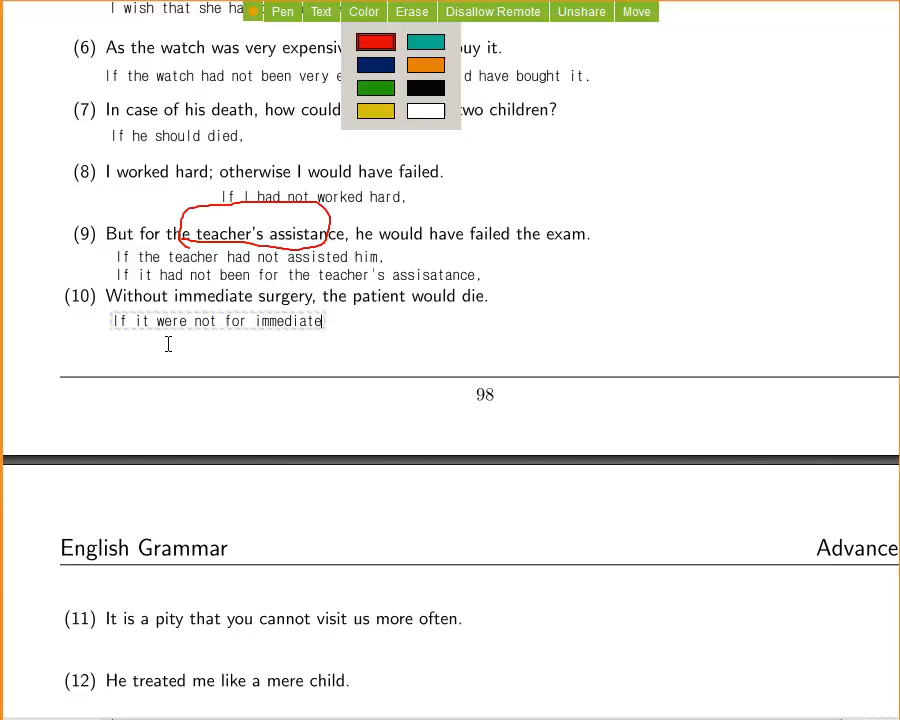 I wish that she ha
Pen Text Color Erase Disallow Remote Unshare Move
(6) As the watch was very expensiv buy it.
If the watch had not been very e d have bought it.
(7) In case of his death, how could two children?
If he should died,
(8) I worked hard; otherwise I would have failed.
If I had not worked hard,
(9) But for the teacher's assistance, he would have failed the exam.
If the teacher had not assisted him,
If it had not been for the teacher's assisatance,
(10) Without immediate surgery, the patient would die.
If it were not for immediate
98
English Grammar Advance
(11) It is a pity that you cannot visit us more often.
(12) He treated me like a mere child.